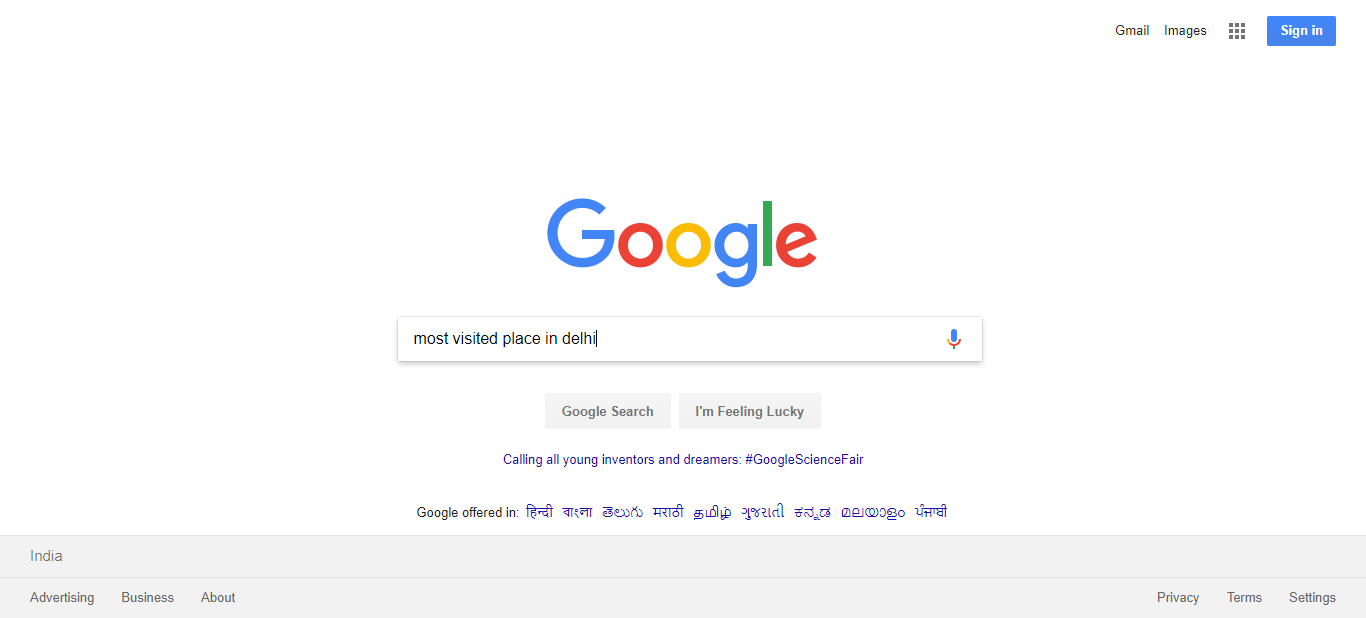 Gmail Images Sign in
Google
most visited place in delhi
Google Search I'm Feeling Lucky
Calling all young inventors and dreamers: #GoogleScienceFair
Google offered in: हिन्दी বাংলা తెలుగు मराठी தமிழ் ગુજરાતી ಕನ್ನಡ മലയാളം ਪੰਜਾਬੀ
India
Advertising Business About Privacy Terms Settings